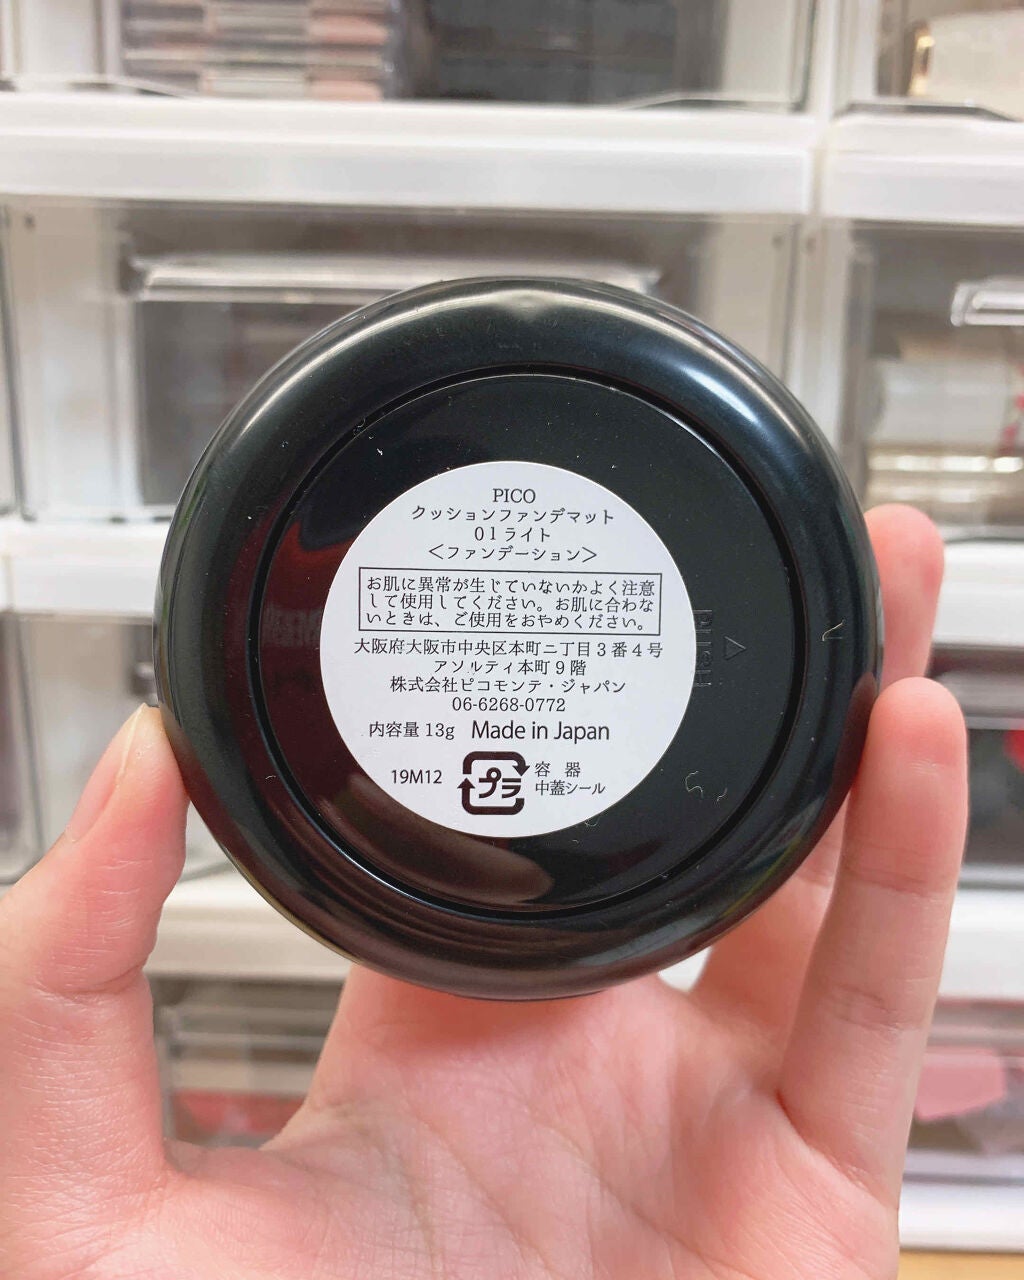 PICO
クッションファンデマット
01ライト
<ファンデーション>
お肌に異常が生じていないかよく注意
して使用してください。お肌に合わな
いときは、ご使用をおやめください。
大阪府大阪市中央区本町二丁目3番4号
アソルティ本町9階
株式会社ピコモンテ・ジャパン
06-6268-0772
内容量 13g Made in Japan
19M12 プラ 容 器
中蓋シール